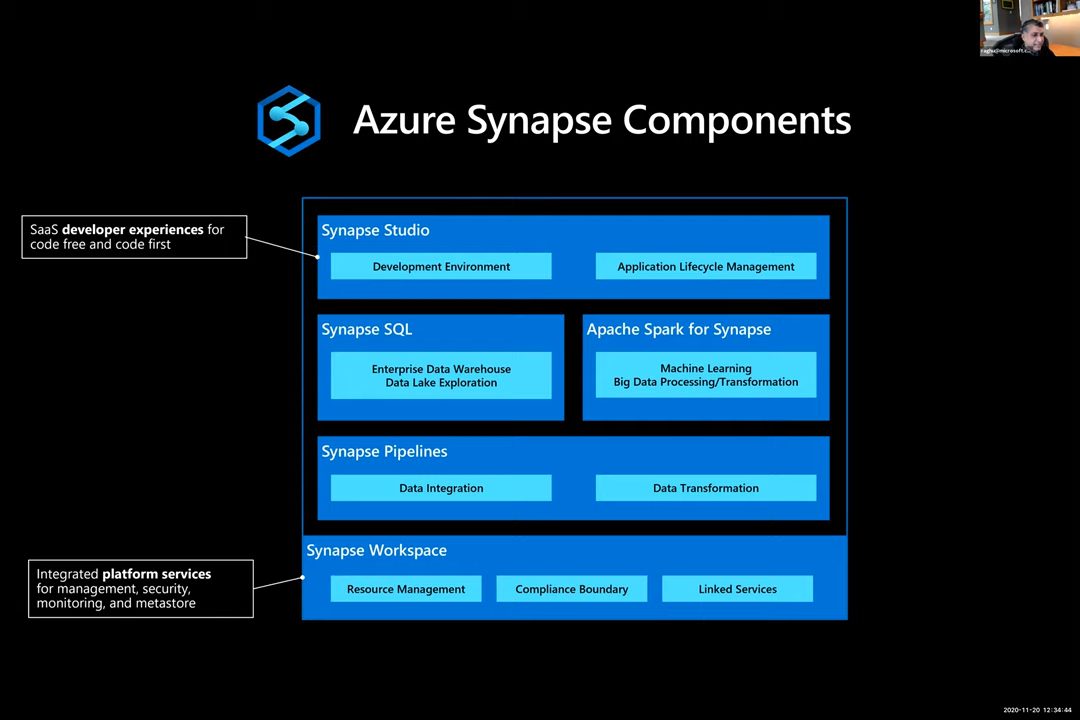 raghu@microsoft.c...
Azure Synapse Components
SaaS developer experiences for
code free and code first
Synapse Studio
Development Environment
Application Lifecycle Management
Synapse SQL
Enterprise Data Warehouse
Data Lake Exploration
Apache Spark for Synapse
Machine Learning
Big Data Processing/Transformation
Synapse Pipelines
Data Integration
Data Transformation
Synapse Workspace
Resource Management
Compliance Boundary
Linked Services
Integrated platform services
for management, security,
monitoring, and metastore
2020-11-20 12:34:44